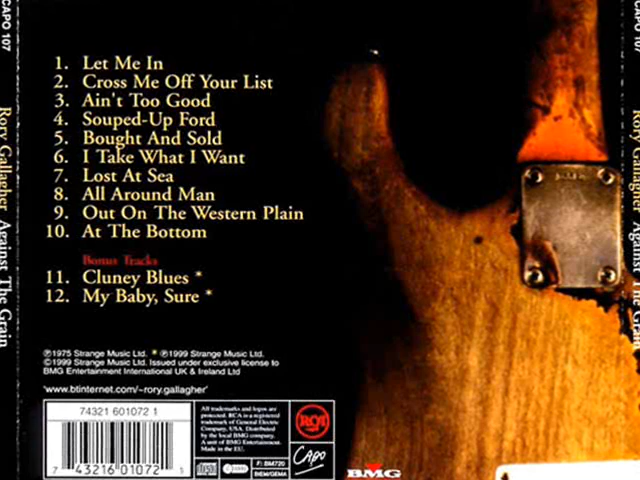 CAPO 107
Rory Gallagher Against The Grain
1. Let Me In
2. Cross Me Off Your List
3. Ain't Too Good
4. Souped-Up Ford
5. Bought And Sold
6. I Take What I Want
7. Lost At Sea
8. All Around Man
9. Out On The Western Plain
10. At The Bottom
Bonus Tracks
11. Cluney Blues *
12. My Baby, Sure *
℗1975 Strange Music Ltd. * ℗1999 Strange Music Ltd.
©1999 Strange Music Ltd. Issued under exclusive license to
BMG Entertainment International UK & Ireland Ltd
'www.btinternet.com/~rory.gallagher'
74321 601072 1
7 43216 01072
All trademarks and logos are
protected. RCA is a registered
trademark of General Electric
Company, USA. Distributed
by the local BMG company.
A unit of BMG Entertainment.
Made in the EU.
F: BM720
BIEM/GEMA
RCA
Capo
BMG
CAPO 107
Rory Gallagher Against The Grain